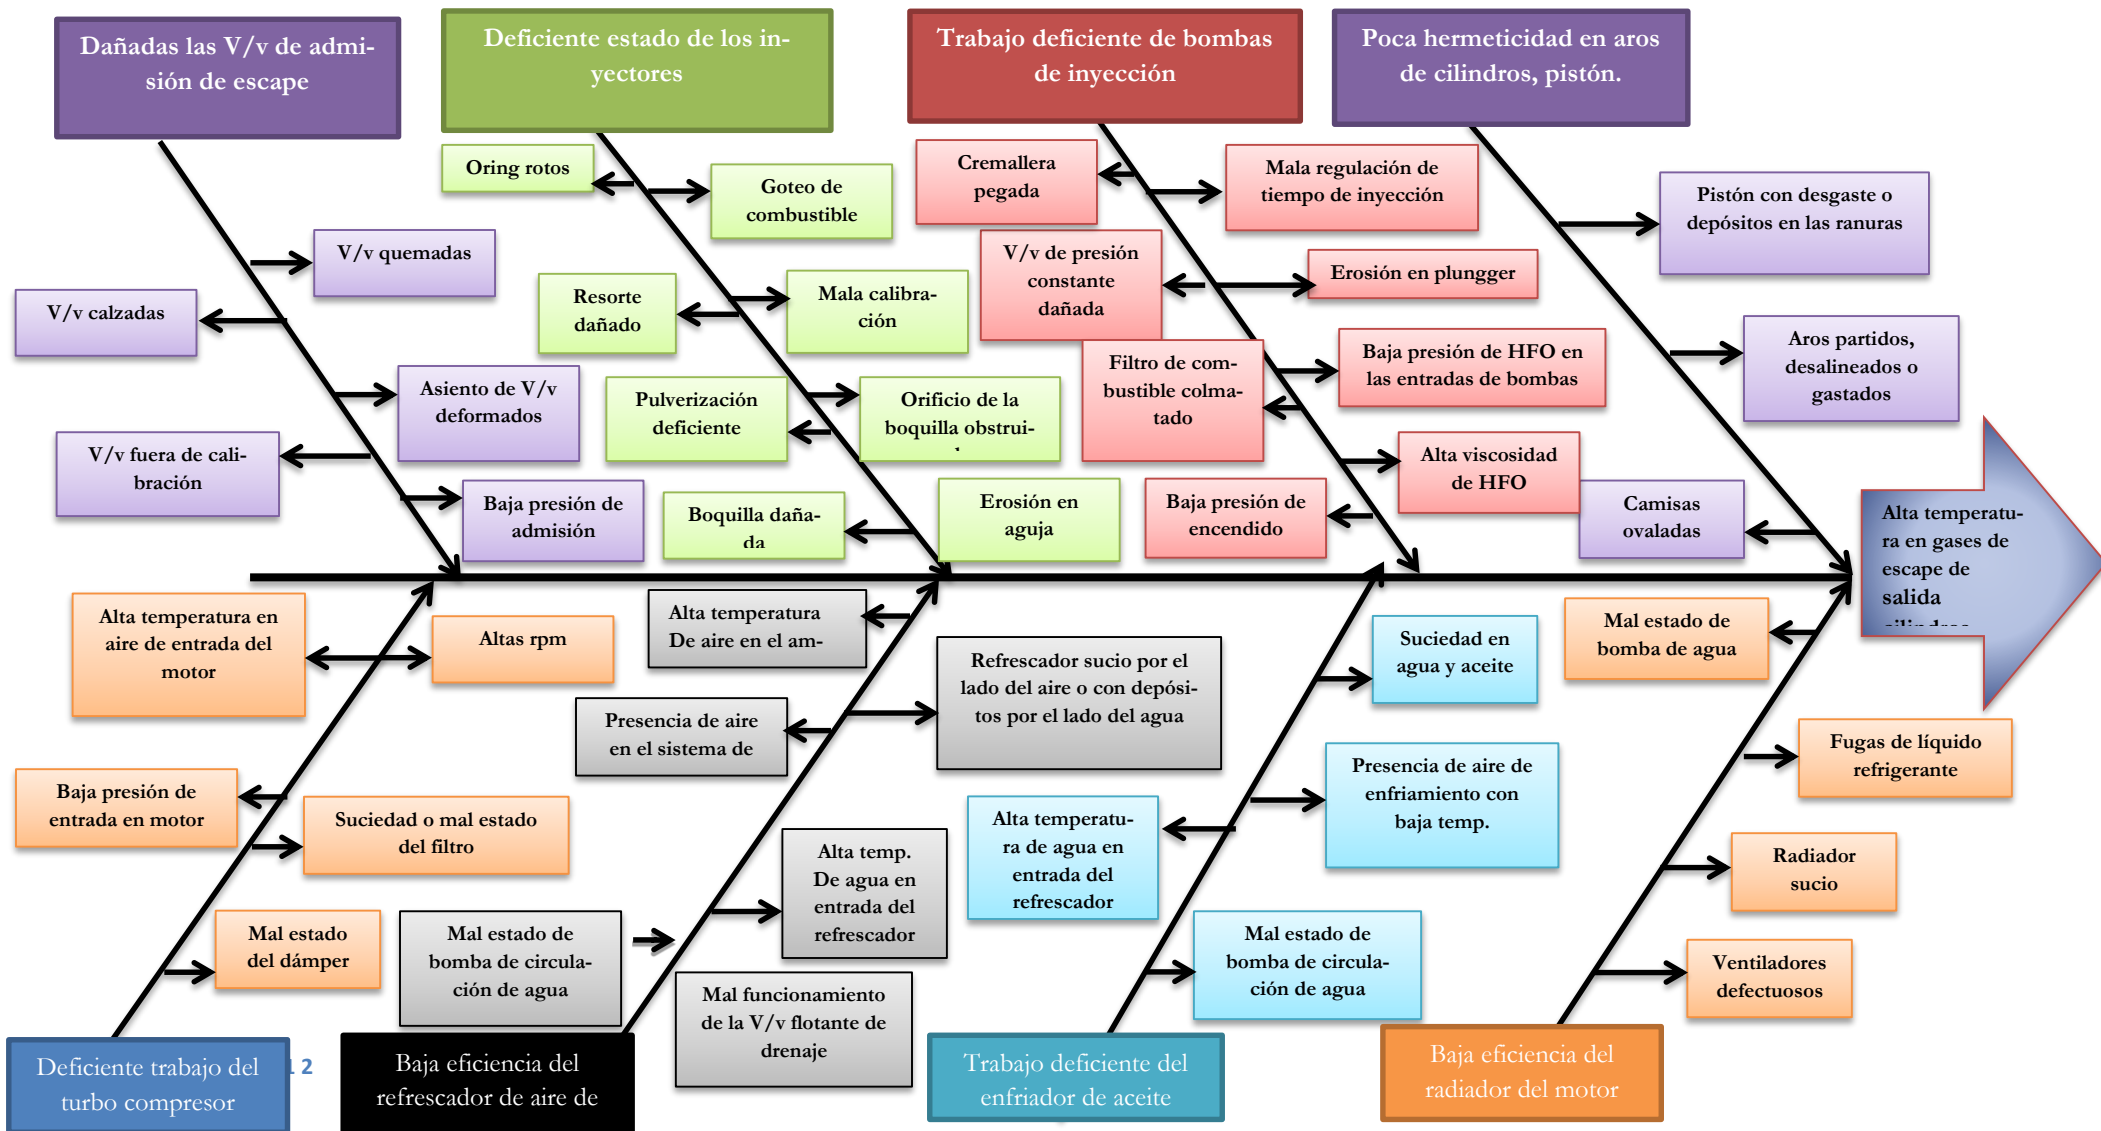 Dañadas las V/v de admi-
sión de escape
Deficiente estado de los in-
yectores
Trabajo deficiente de bombas
de inyección
Poca hermeticidad en aros
de cilindros, pistón.
Oring rotos
Goteo de
combustible
Cremallera
pegada
Mala regulación de
tiempo de inyección
Pistón con desgaste o
depósitos en las ranuras
V/v quemadas
V/v de presión
constante
dañada
Erosión en plungger
V/v calzadas
Resorte
dañado
Mala calibra-
ción
Filtro de com-
bustible colma-
tado
Baja presión de HFO en
las entradas de bombas
Aros partidos,
desalineados o
gastados
Asiento de V/v
deformados
Pulverización
deficiente
Orificio de la
boquilla obstrui-
V/v fuera de cali-
bración
Alta viscosidad
de HFO
Baja presión de
admisión
Boquilla daña-
da
Erosión en
aguja
Baja presión de
encendido
Camisas
ovaladas
Alta temperatu-
ra en gases de
escape de
salida
cilindros
Alta temperatura en
aire de entrada del
motor
Altas rpm
Alta temperatura
De aire en el am-
Refrescador sucio por el
lado del aire o con depósi-
tos por el lado del agua
Suciedad en
agua y aceite
Mal estado de
bomba de agua
Presencia de aire
en el sistema de
Fugas de líquido
refrigerante
Baja presión de
entrada en motor
Suciedad o mal estado
del filtro
Alta temp.
De agua en
entrada del
refrescador
Alta temperatu-
ra de agua en
entrada del
refrescador
Presencia de aire de
enfriamiento con
baja temp.
Radiador
sucio
Mal estado
del dámper
Mal estado de
bomba de circula-
ción de agua
Mal funcionamiento
de la V/v flotante de
drenaje
Mal estado de
bomba de circula-
ción de agua
Ventiladores
defectuosos
Deficiente trabajo del
turbo compresor
1 2
Baja eficiencia del
refrescador de aire de
Trabajo deficiente del
enfriador de aceite
Baja eficiencia del
radiador del motor